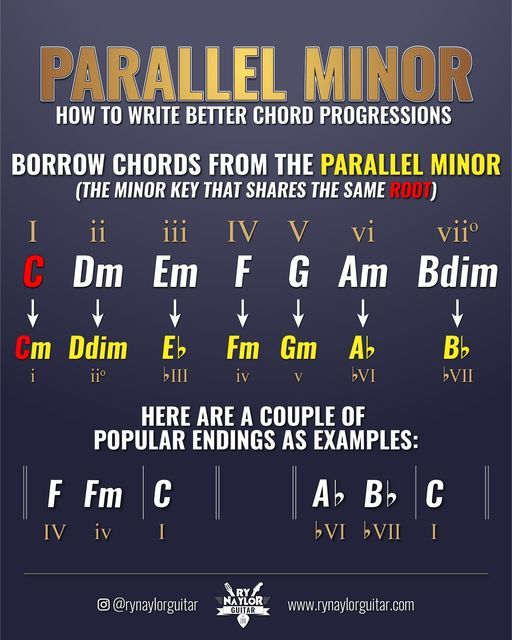 PARALLEL MINOR
HOW TO WRITE BETTER CHORD PROGRESSIONS
BORROW CHORDS FROM THE PARALLEL MINOR
(THE MINOR KEY THAT SHARES THE SAME ROOT)
I ii iii IV V vi viiº
C Dm Em F G Am Bdim
↓ ↓ ↓ ↓ ↓ ↓ ↓
Cm Ddim E♭ Fm Gm A♭ B♭
i iiº ♭III iv v ♭VI ♭VII
HERE ARE A COUPLE OF
POPULAR ENDINGS AS EXAMPLES:
F Fm C A♭ B♭ C
IV iv I ♭VI ♭VII I
@rynaylorguitar RY NAYLOR GUITAR www.rynaylorguitar.com